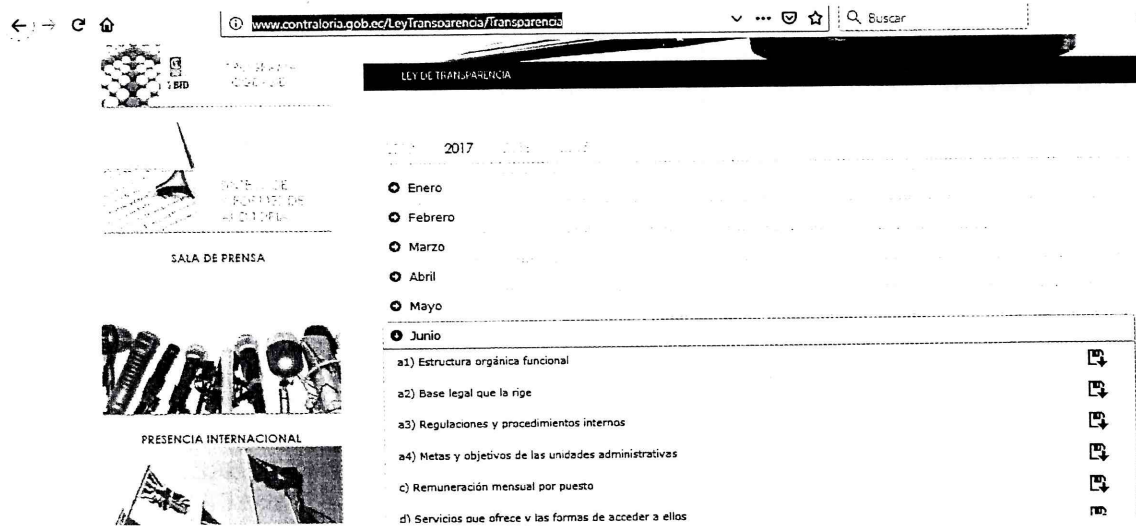 www.contraloria.gob.ec/LeyTransparencia/Transparencia
Buscar
BID
LEY DE TRANSPARENCIA
2017
Enero
Febrero
Marzo
Abril
Mayo
Junio
a1) Estructura orgánica funcional
a2) Base legal que la rige
a3) Regulaciones y procedimientos internos
a4) Metas y objetivos de las unidades administrativas
c) Remuneración mensual por puesto
d) Servicios que ofrece y las formas de acceder a ellos
SALA DE PRENSA
PRESENCIA INTERNACIONAL